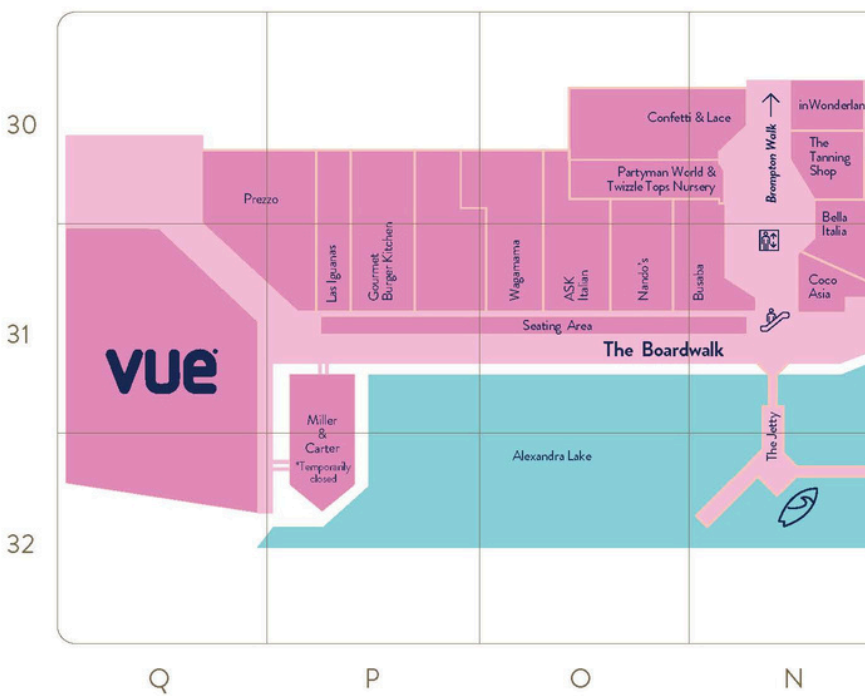 30
Confetti & Lace
Brompton Walk
The
Tanning
Shop
Partyman World &
Twizzle Tops Nursery
Prezzo
Bella
Italia
Las Iguanas
Gourmet
Burger Kitchen
Wagamama
ASK
Italian
Nando's
Busaba
Coco
Asia
31
Seating Area
The Boardwalk
vue
Miller
&
Carter
*Temporarily
closed
Alexandra Lake
The Jetty
32
Q
P
O
N